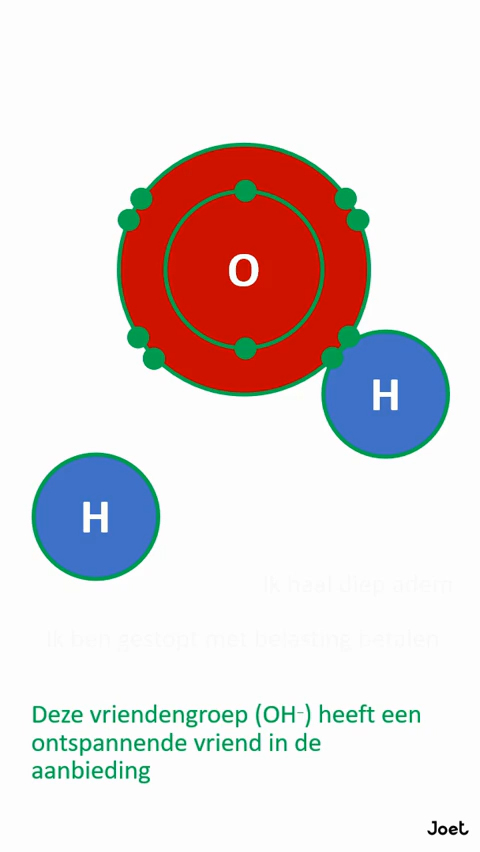 O
H
H
Ik haal diep adem
Ik ben gestopt met belasting betalen
Deze vriendengroep (OH⁻) heeft een
ontspannende vriend in de
aanbieding
Joet